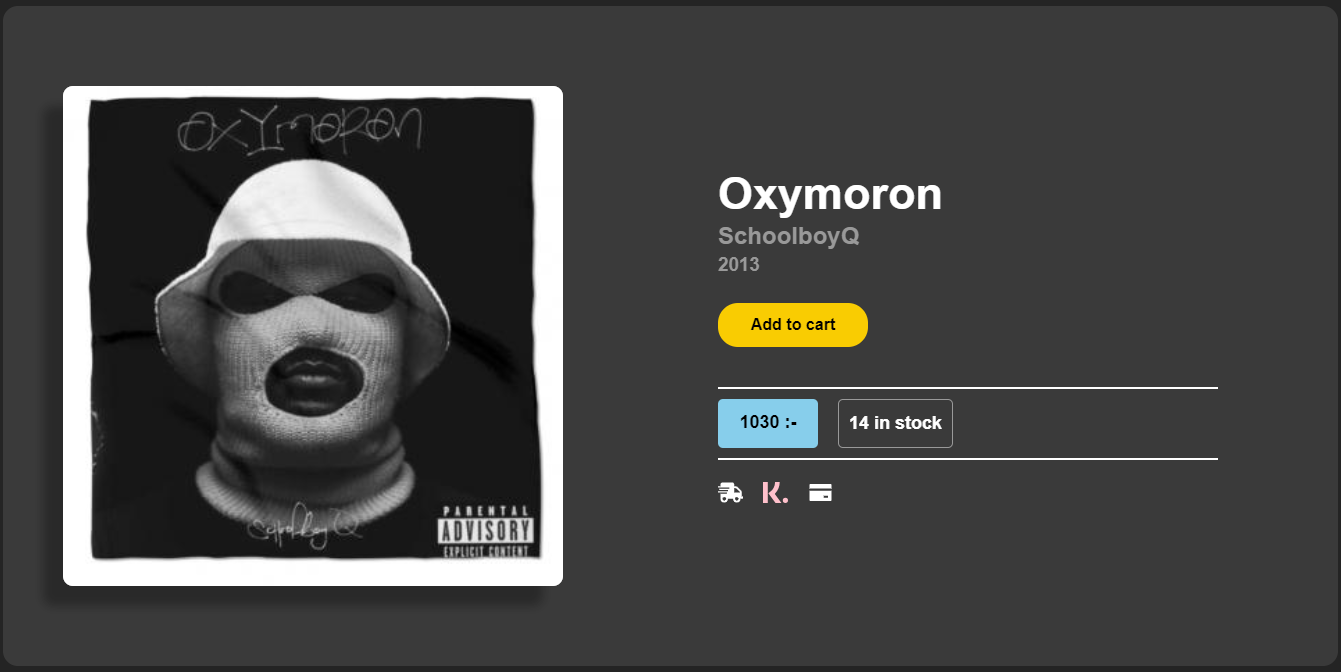 OXYmoRon
SchoolBoy Q
PARENTAL
ADVISORY
EXPLICIT CONTENT
Oxymoron
SchoolboyQ
2013
Add to cart
1030 :-
14 in stock
K.